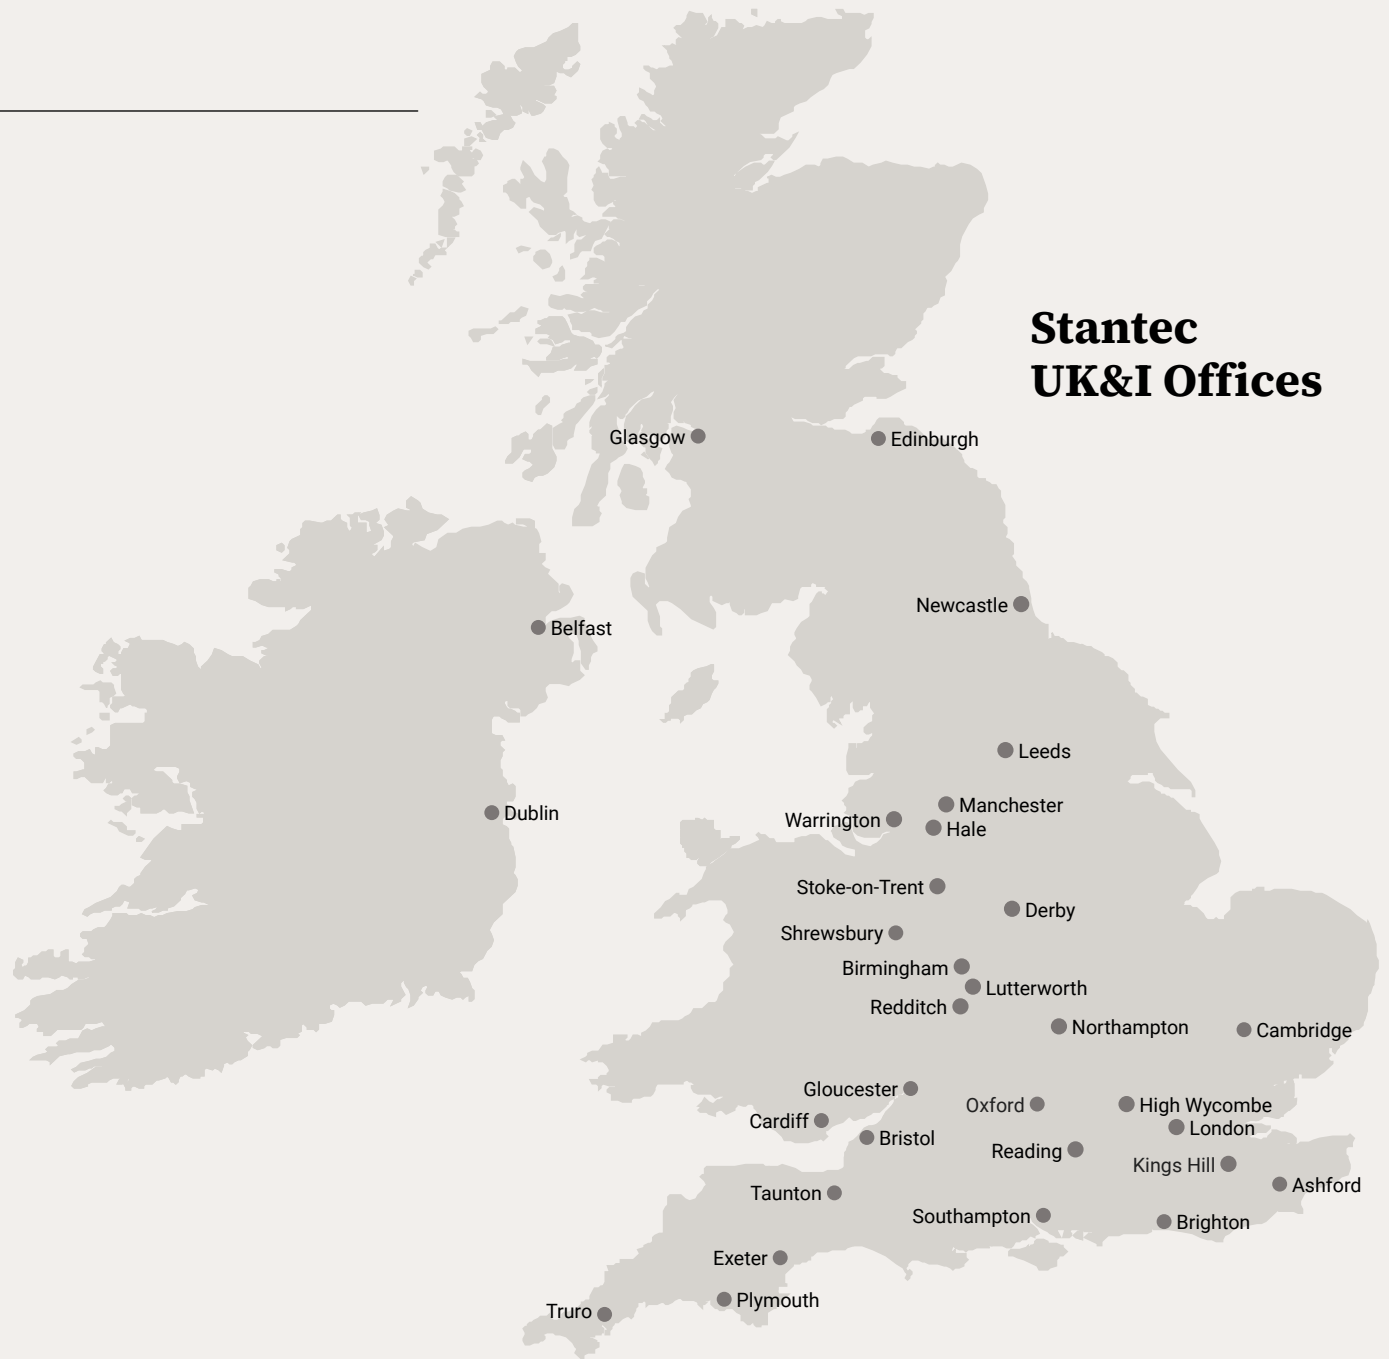 Stantec
UK&I Offices
Glasgow
Edinburgh
Newcastle
Belfast
Leeds
Manchester
Dublin
Warrington
Hale
Stoke-on-Trent
Derby
Shrewsbury
Birmingham
Lutterworth
Redditch
Northampton
Cambridge
Gloucester
Oxford
High Wycombe
Cardiff
London
Bristol
Reading
Kings Hill
Ashford
Taunton
Southampton
Brighton
Exeter
Plymouth
Truro